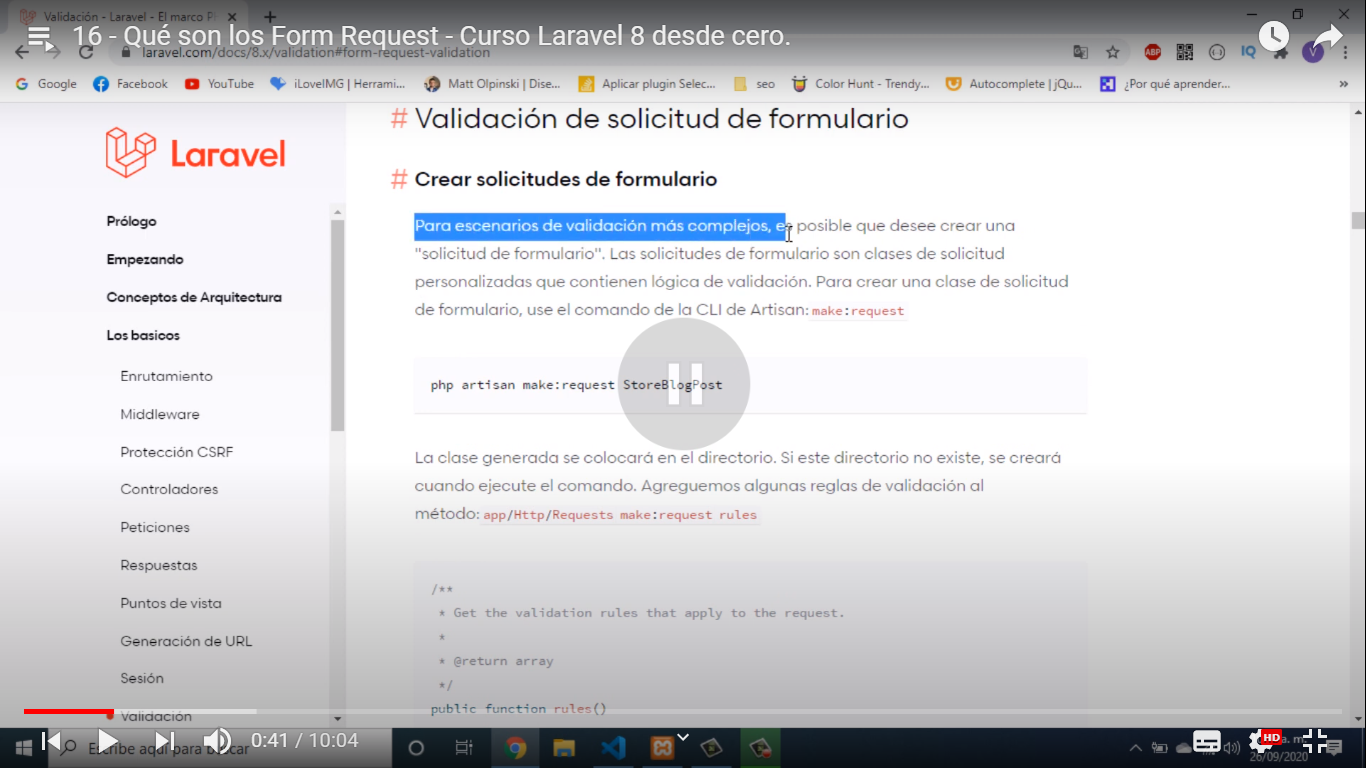 Validación - Laravel - El marco P
16 - Qué son los Form Request - Curso Laravel 8 desde cero.
laravel.com/docs/8.x/validation#form-request-validation
ABP
IQ
V
Google
Facebook
YouTube
iLoveIMG | Herrami...
Matt Olpinski | Dise...
Aplicar plugin Selec...
seo
Color Hunt - Trendy...
Autocomplete | jQu...
¿Por qué aprender...
»
Laravel
Prólogo
Empezando
Conceptos de Arquitectura
Los basicos
Enrutamiento
Middleware
Protección CSRF
Controladores
Peticiones
Respuestas
Puntos de vista
Generación de URL
Sesión
Validación
# Validación de solicitud de formulario
# Crear solicitudes de formulario
Para escenarios de validación más complejos, es posible que desee crear una
"solicitud de formulario". Las solicitudes de formulario son clases de solicitud
personalizadas que contienen lógica de validación. Para crear una clase de solicitud
de formulario, use el comando de la CLI de Artisan: make:request
php artisan make:request StoreBlogPost
La clase generada se colocará en el directorio. Si este directorio no existe, se creará
cuando ejecute el comando. Agreguemos algunas reglas de validación al
método: app/Http/Requests make:request rules
/**
* Get the validation rules that apply to the request.
*
* @return array
*/
public function rules()
0:41 / 10:04
Escribe aquí para buscar
HD
a. m.
26/09/2020